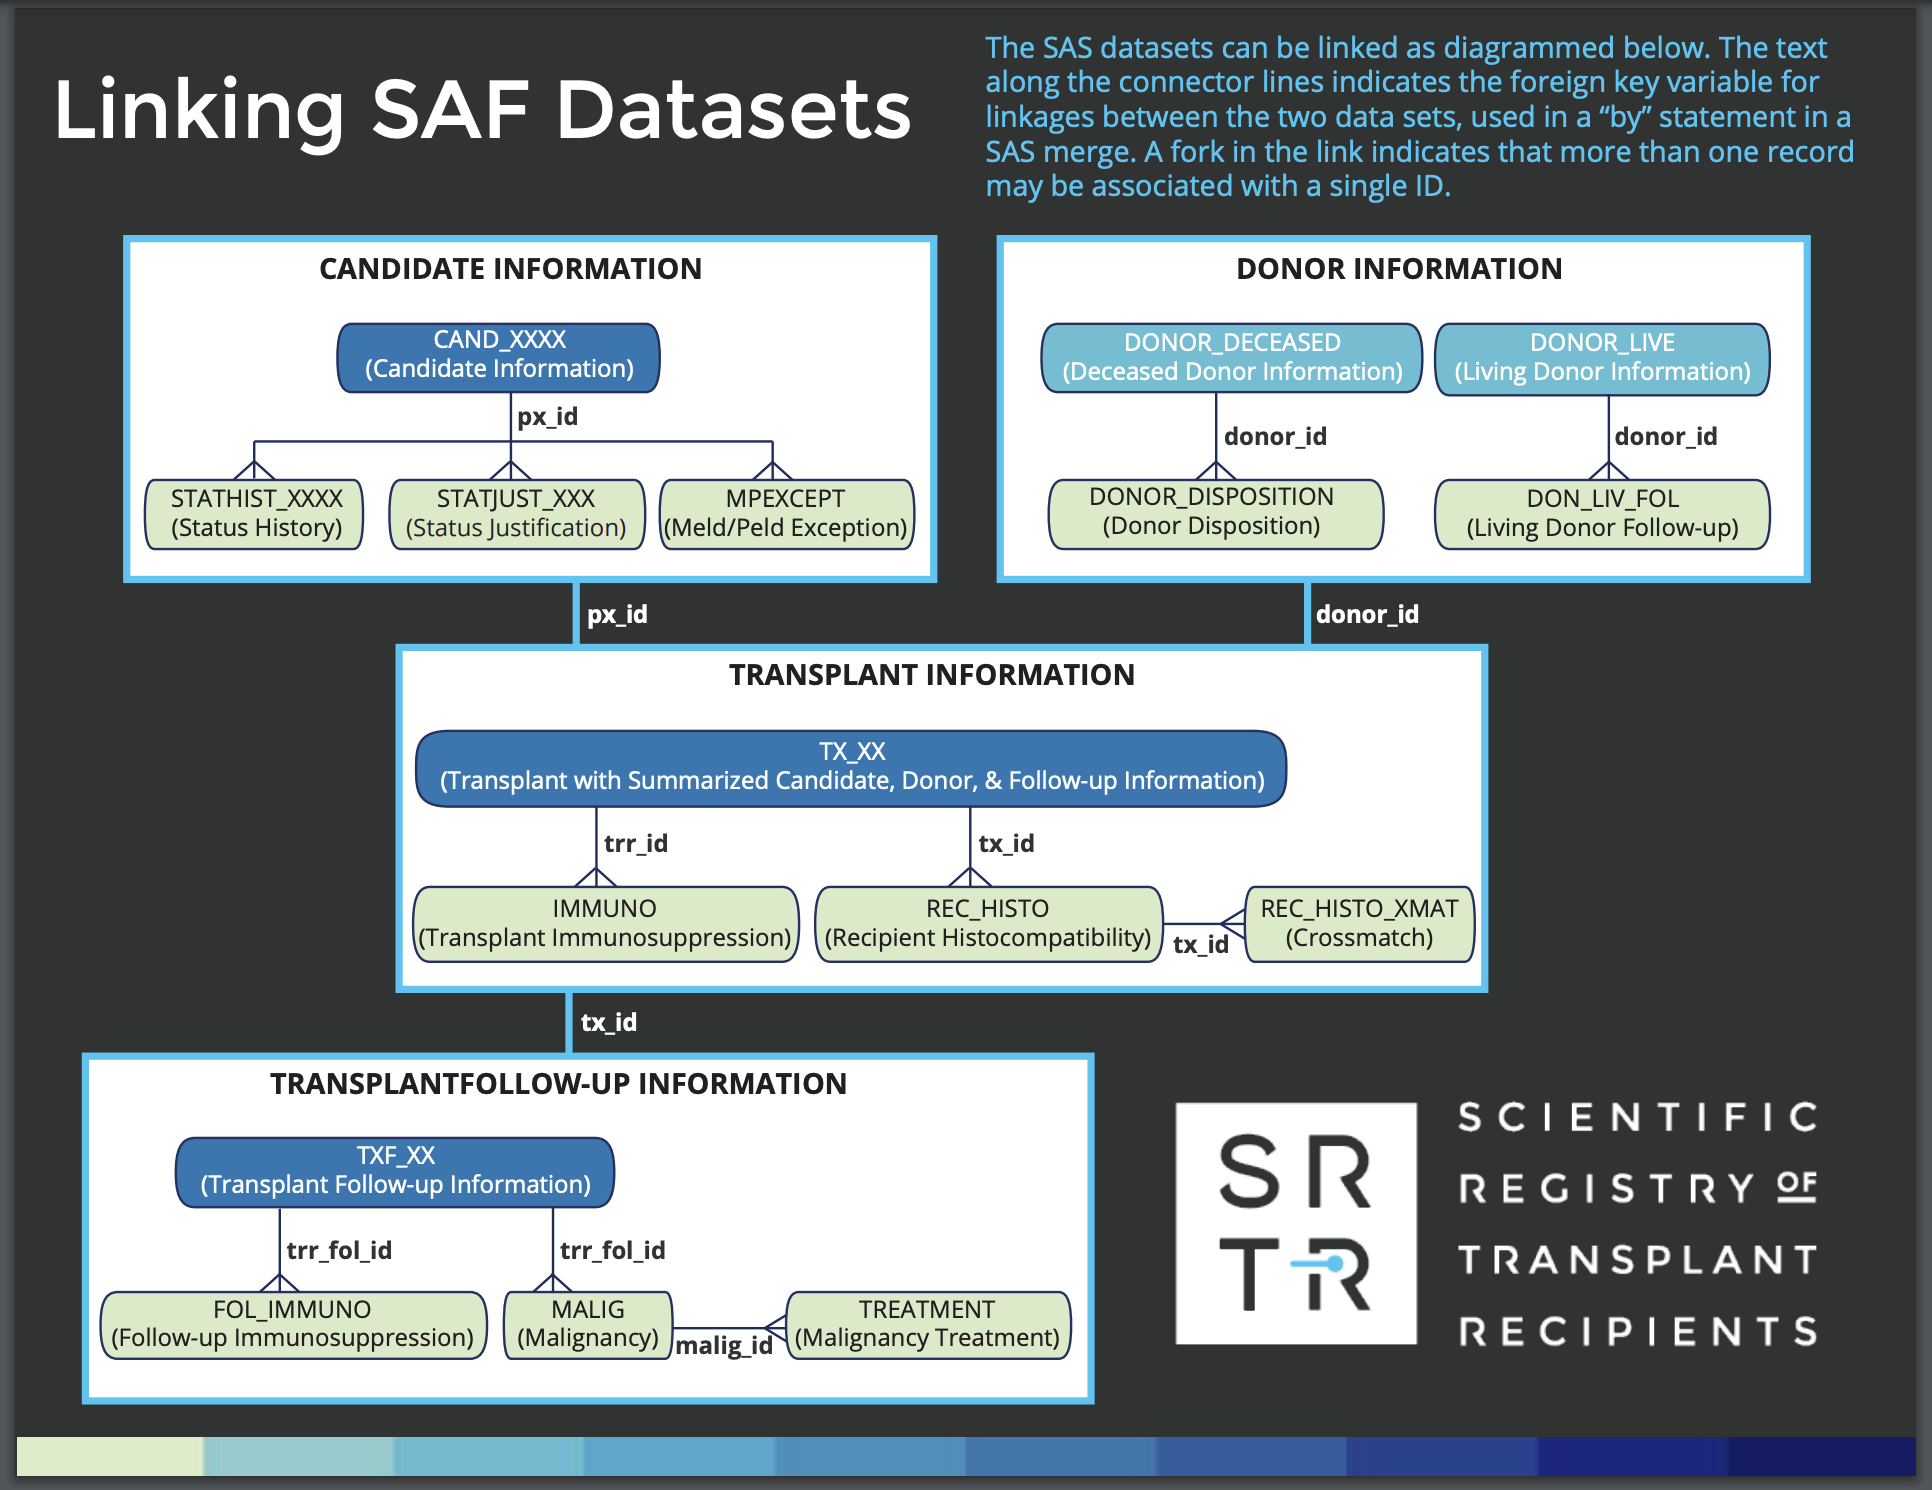 Linking SAF Datasets
The SAS datasets can be linked as diagrammed below. The text
along the connector lines indicates the foreign key variable for
linkages between the two data sets, used in a “by” statement in a
SAS merge. A fork in the link indicates that more than one record
may be associated with a single ID.
CANDIDATE INFORMATION
CAND_XXXX
(Candidate Information)
px_id
STATHIST_XXXX
(Status History)
STATJUST_XXX
(Status Justification)
MPEXCEPT
(Meld/Peld Exception)
DONOR INFORMATION
DONOR_DECEASED
(Deceased Donor Information)
DONOR_LIVE
(Living Donor Information)
donor_id
donor_id
DONOR_DISPOSITION
(Donor Disposition)
DON_LIV_FOL
(Living Donor Follow-up)
px_id
donor_id
TRANSPLANT INFORMATION
TX_XX
(Transplant with Summarized Candidate, Donor, & Follow-up Information)
trr_id
tx_id
IMMUNO
(Transplant Immunosuppression)
REC_HISTO
(Recipient Histocompatibility)
tx_id
REC_HISTO_XMAT
(Crossmatch)
tx_id
TRANSPLANTFOLLOW-UP INFORMATION
TXF_XX
(Transplant Follow-up Information)
trr_fol_id
trr_fol_id
FOL_IMMUNO
(Follow-up Immunosuppression)
MALIG
(Malignancy)
malig_id
TREATMENT
(Malignancy Treatment)
SR
TR
SCIENTIFIC
REGISTRY OF
TRANSPLANT
RECIPIENTS